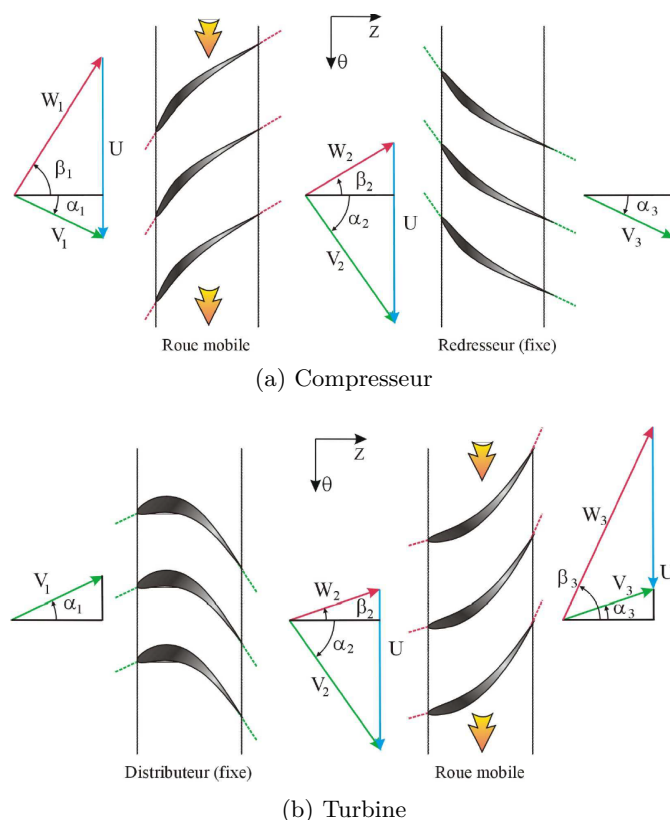 Z
θ
W1
β1
U
α1
V1
W2
β2
α2
U
V2
α3
V3
Roue mobile
Redresseur (fixe)
(a) Compresseur
Z
θ
V1
α1
W2
β2
α2
U
V2
W3
β3
V3
U
α3
Distributeur (fixe)
Roue mobile
(b) Turbine